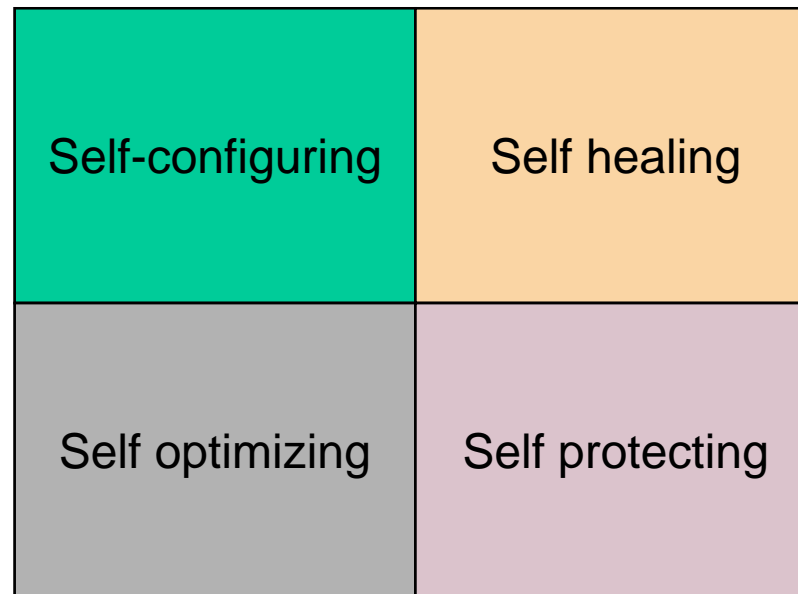 Self-configuring
Self healing
Self optimizing
Self protecting